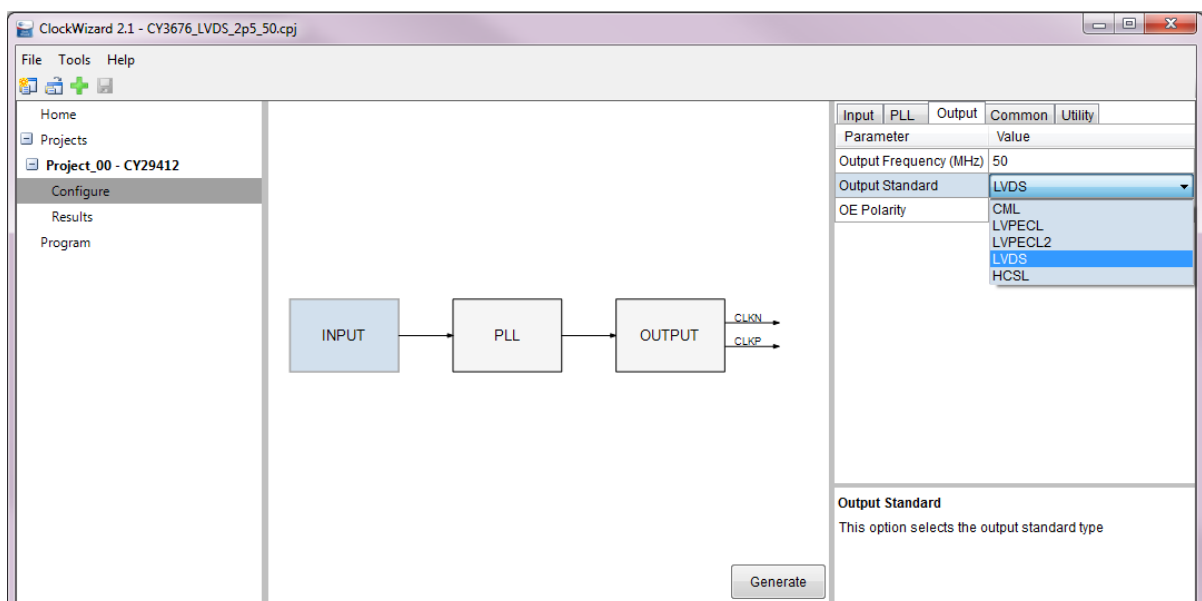 ClockWizard 2.1 - CY3676_LVDS_2p5_50.cpj
File Tools Help
Home
Projects
Project_00 - CY29412
Configure
Results
Program
INPUT
PLL
OUTPUT
CLKN
CLKP
Generate
Input PLL Output Common Utility
Parameter Value
Output Frequency (MHz) 50
Output Standard LVDS
OE Polarity
CML
LVPECL
LVPECL2
LVDS
HCSL
Output Standard
This option selects the output standard type